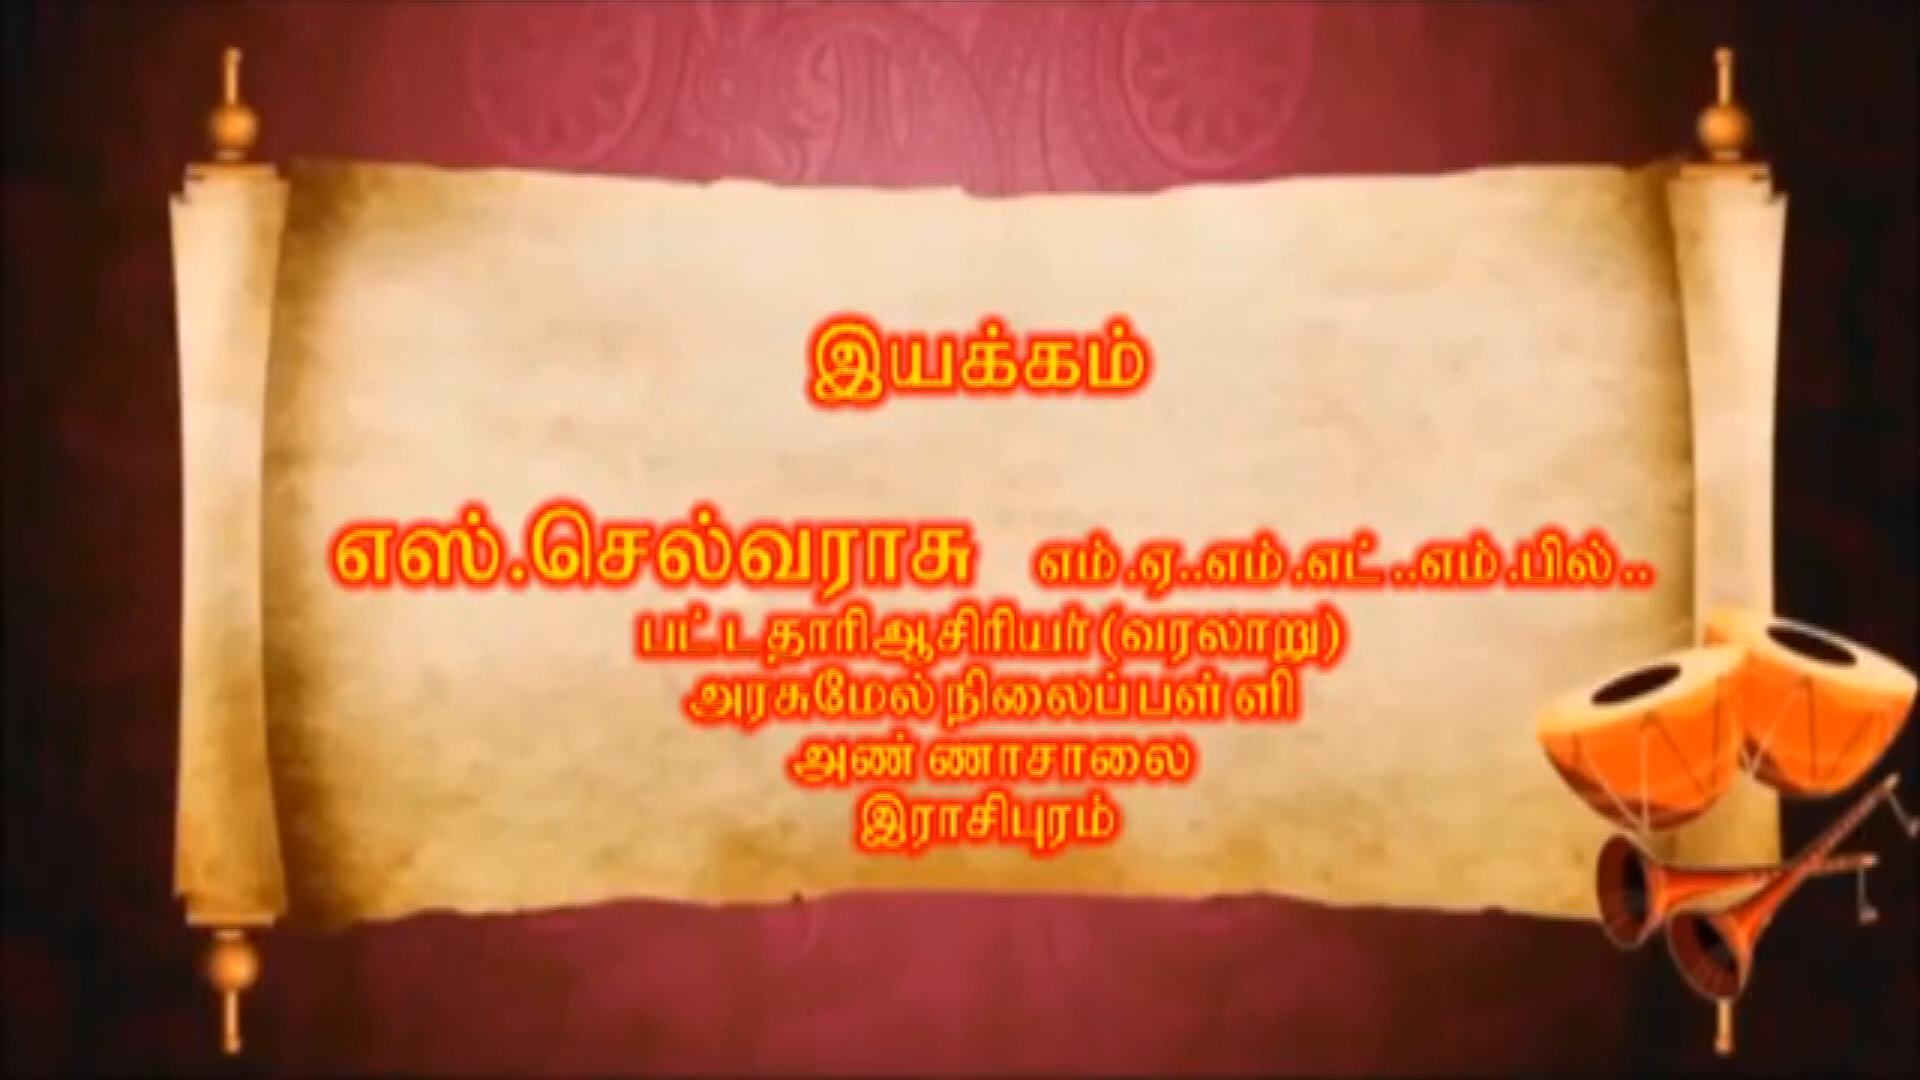 இயக்கம்
எஸ்.செல்வராசு எம்.ஏ..எம்.எட்..எம்.பில்..
பட்டதாரிஆசிரியர்(வரலாறு)
அரசுமேல்நிலைப்பள்ளி
அண்ணாசாலை
இராசிபுரம்